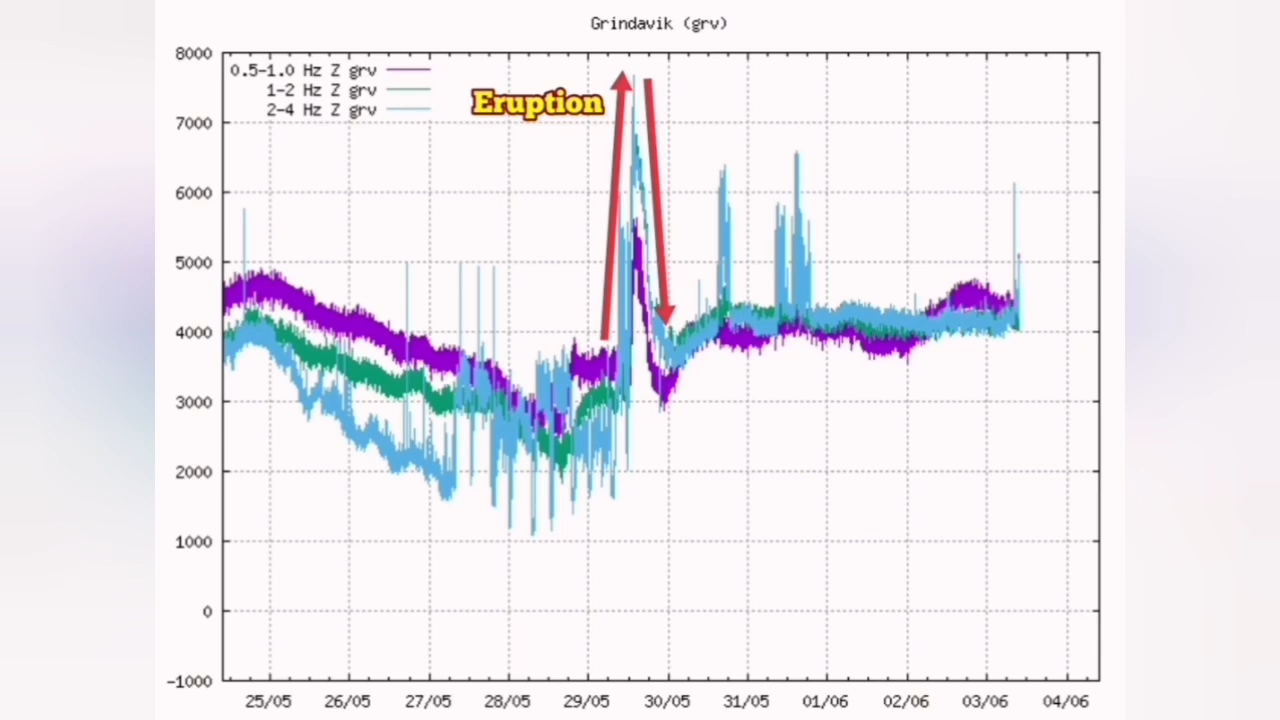 Grindavik (grv)
8000
0.5-1.0 Hz Z grv
1-2 Hz Z grv
2-4 Hz Z grv
Eruption
7000
6000
5000
4000
3000
2000
1000
0
-1000
25/05 26/05 27/05 28/05 29/05 30/05 31/05 01/06 02/06 03/06 04/06